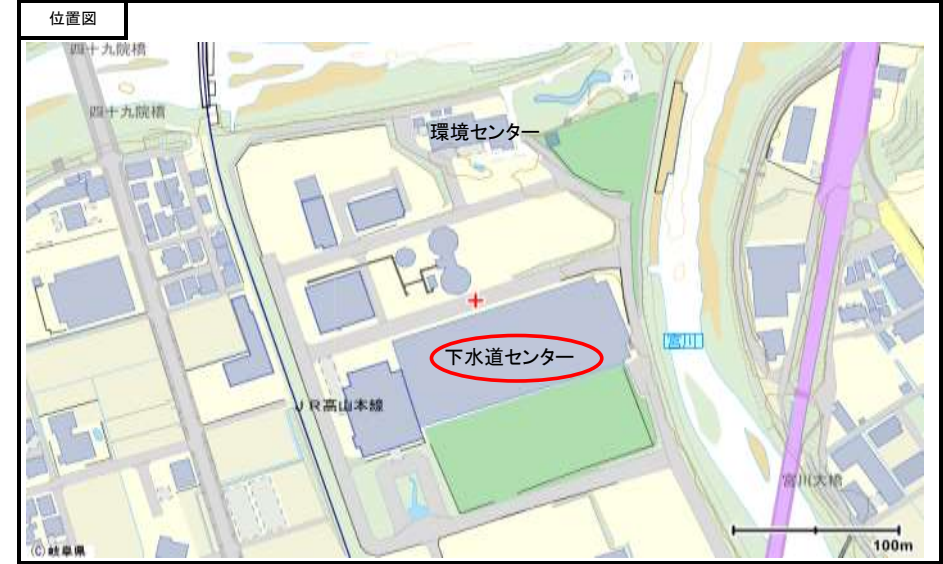 位置図
四十九院橋
四十九院橋
環境センター
宮川
下水道センター
JR高山本線
宮川大橋
(C)岐阜県
100m